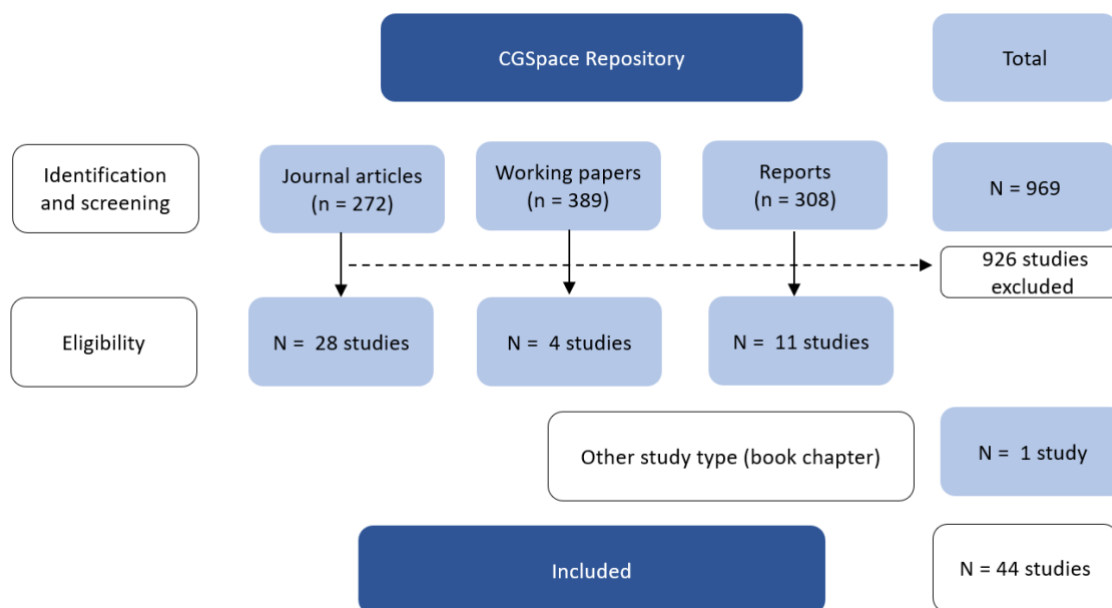 CGSpace Repository
Total
Identification
and screening
Journal articles
(n = 272)
Working papers
(n = 389)
Reports
(n = 308)
N = 969
926 studies
excluded
Eligibility
N = 28 studies
N = 4 studies
N = 11 studies
Other study type (book chapter)
N = 1 study
Included
N = 44 studies